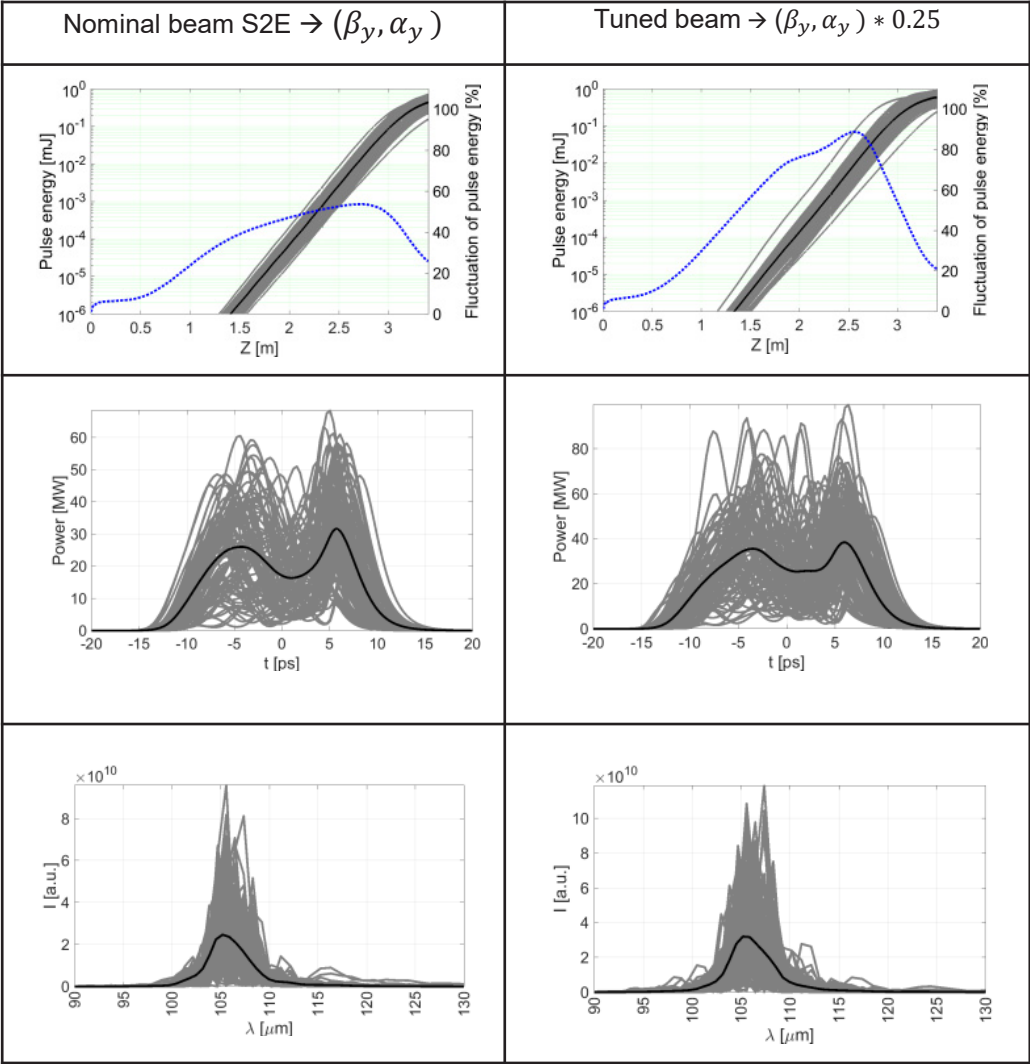 Nominal beam S2E → (β_y, α_y)
Tuned beam → (β_y, α_y) * 0.25
Pulse energy [mJ]
10^0
10^-1
10^-2
10^-3
10^-4
10^-5
10^-6
0 0.5 1 1.5 2 2.5 3
Z [m]
100
80
60
40
20
0
Fluctuation of pulse energy [%]
Pulse energy [mJ]
10^0
10^-1
10^-2
10^-3
10^-4
10^-5
10^-6
0 0.5 1 1.5 2 2.5 3
Z [m]
100
80
60
40
20
0
Fluctuation of pulse energy [%]
Power [MW]
60
50
40
30
20
10
0
-20 -15 -10 -5 0 5 10 15 20
t [ps]
Power [MW]
80
60
40
20
0
-20 -15 -10 -5 0 5 10 15 20
t [ps]
×10^10
I [a.u.]
8
6
4
2
0
90 95 100 105 110 115 120 125 130
λ [μm]
×10^10
I [a.u.]
10
8
6
4
2
0
90 95 100 105 110 115 120 125 130
λ [μm]